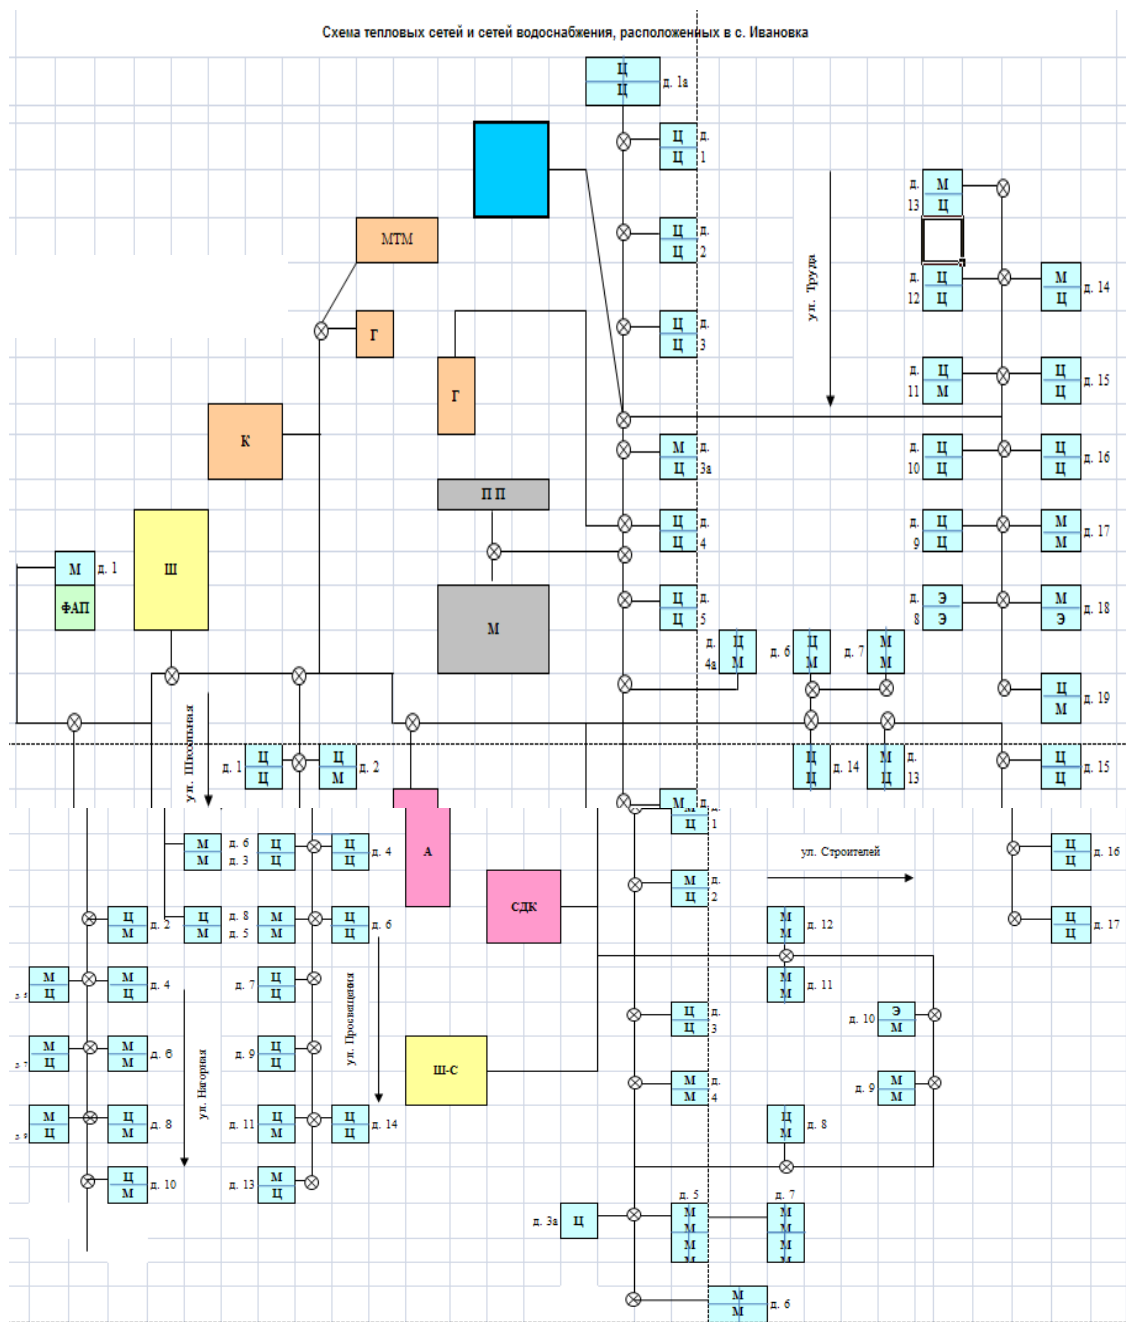 Схема тепловых сетей и сетей водоснабжения, расположенных в с. Ивановка
Ц
Ц
д. 1а
Ц
Ц
д.
1
М
Ц
д.
13
МТМ
Ц
Ц
д.
2
ул. Труда
Ц
Ц
д.
12
М
Ц
д. 14
Г
Ц
Ц
д.
3
Г
Ц
М
д.
11
Ц
Ц
д. 15
К
М
Ц
д.
3а
Ц
Ц
д.
10
Ц
Ц
д. 16
П П
Ш
Ц
Ц
д.
4
Ц
Ц
д.
9
М
М
д. 17
М
д. 1
ФАП
М
Ц
Ц
д.
5
Э
Э
д.
8
М
Э
д. 18
д.
4а
Ц
М
д. 6
Ц
М
д. 7
М
М
Ц
М
д. 19
ул. Школьная
д. 1
Ц
Ц
Ц
М
д. 2
Ц
Ц
д. 14
М
Ц
д.
13
Ц
Ц
д. 15
М
Ц
д.
1
М
М
д. 6
д. 3
Ц
Ц
Ц
Ц
д. 4
А
ул. Строителей
Ц
Ц
д. 16
М
Ц
д.
2
СДК
Ц
М
д. 2
Ц
М
д. 8
д. 5
М
М
Ц
Ц
д. 6
М
М
д. 12
Ц
Ц
д. 17
М
Ц
М
М
д. 4
д. 7
Ц
Ц
ул. Просвещения
М
М
д. 11
Ц
Ц
д.
3
д. 10
Э
М
М
Ц
М
М
д. 6
ул. Нагорная
д. 9
Ц
Ц
Ш-С
М
М
д.
4
д. 9
М
М
М
Ц
Ц
М
д. 8
д. 11
Ц
М
Ц
Ц
д. 14
Ц
М
д. 8
Ц
М
д. 10
д. 13
М
Ц
д. 3а
Ц
д. 5
М
М
М
М
д. 7
М
М
М
М
М
М
д. 6